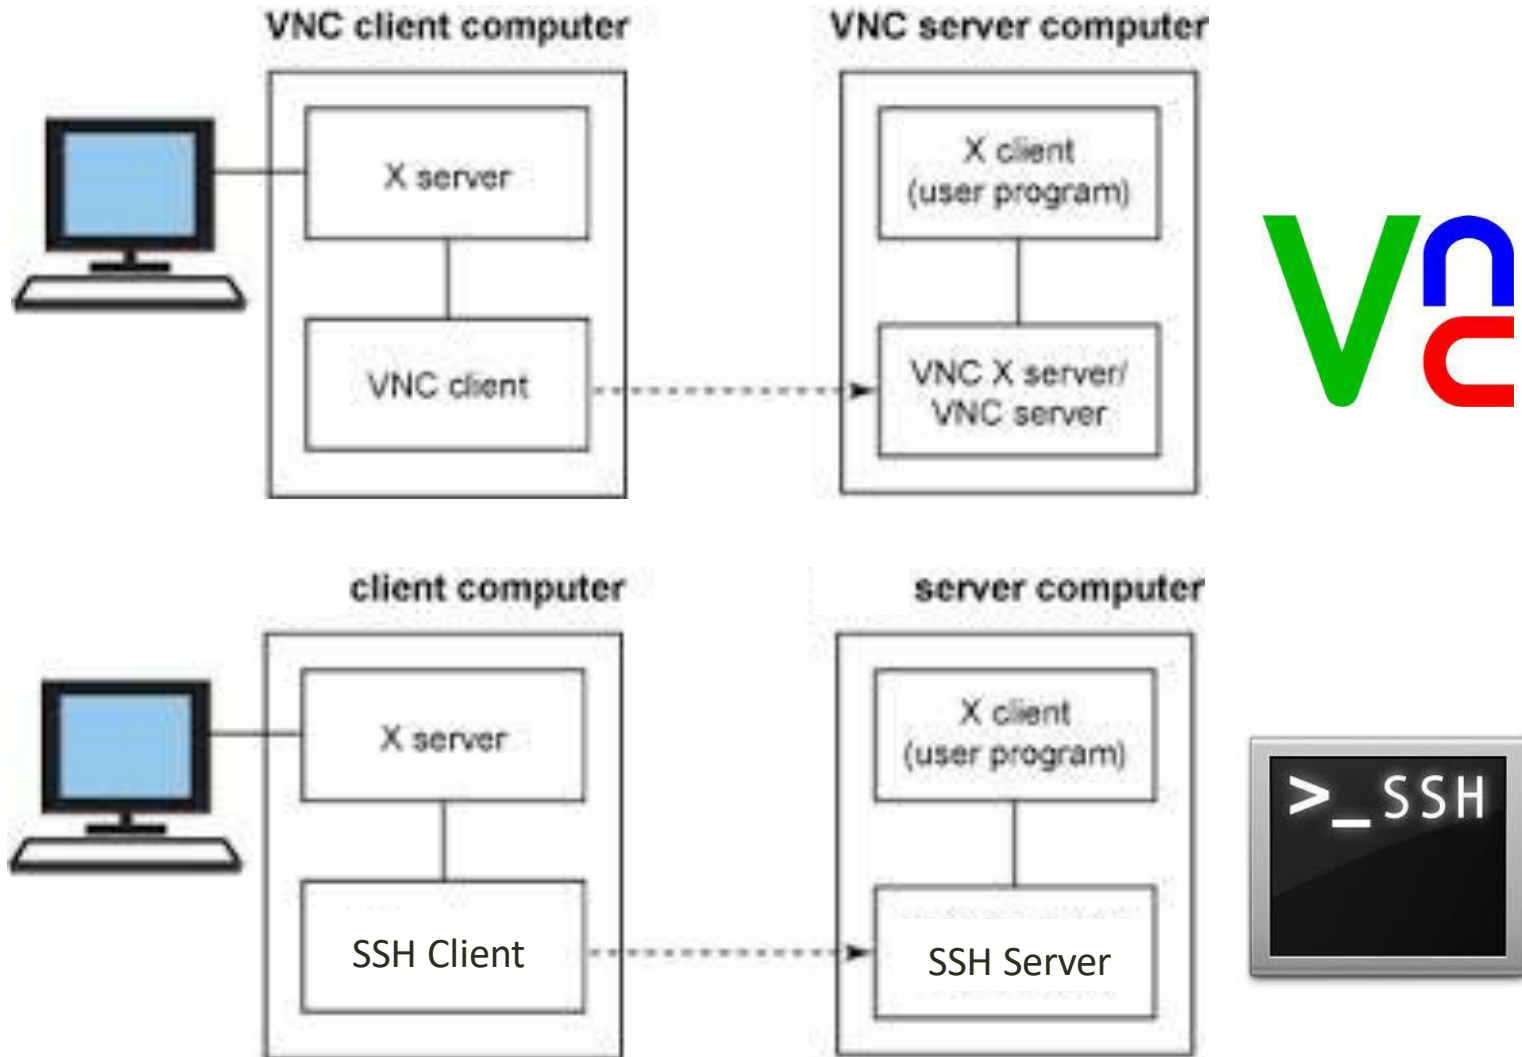 VNC client computer
VNC server computer
X server
X client
(user program)
VNC client
VNC X server/
VNC server
Vnc
client computer
server computer
X server
X client
(user program)
SSH Client
SSH Server
>_SSH